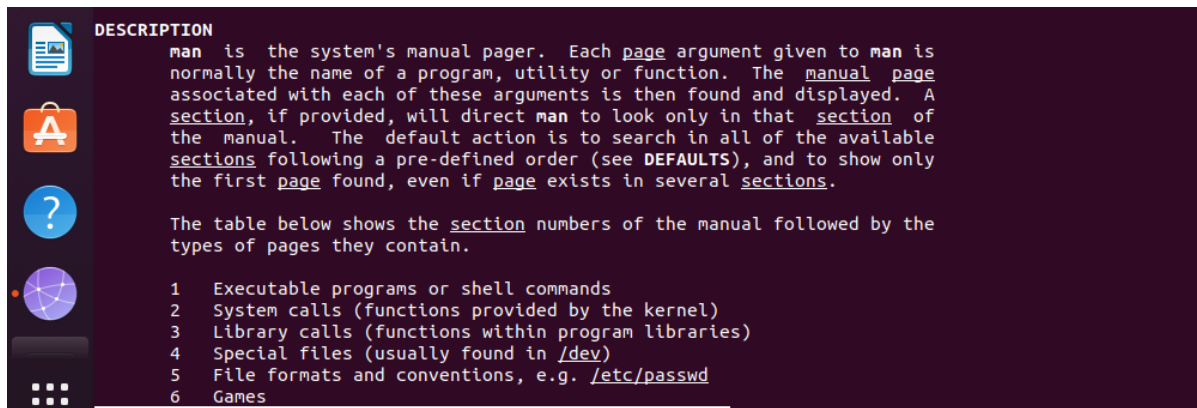 DESCRIPTION
man is the system's manual pager. Each page argument given to man is
normally the name of a program, utility or function. The manual page
associated with each of these arguments is then found and displayed. A
section, if provided, will direct man to look only in that section of
the manual. The default action is to search in all of the available
sections following a pre-defined order (see DEFAULTS), and to show only
the first page found, even if page exists in several sections.
The table below shows the section numbers of the manual followed by the
types of pages they contain.
1 Executable programs or shell commands
2 System calls (functions provided by the kernel)
3 Library calls (functions within program libraries)
4 Special files (usually found in /dev)
5 File formats and conventions, e.g. /etc/passwd
6 Games